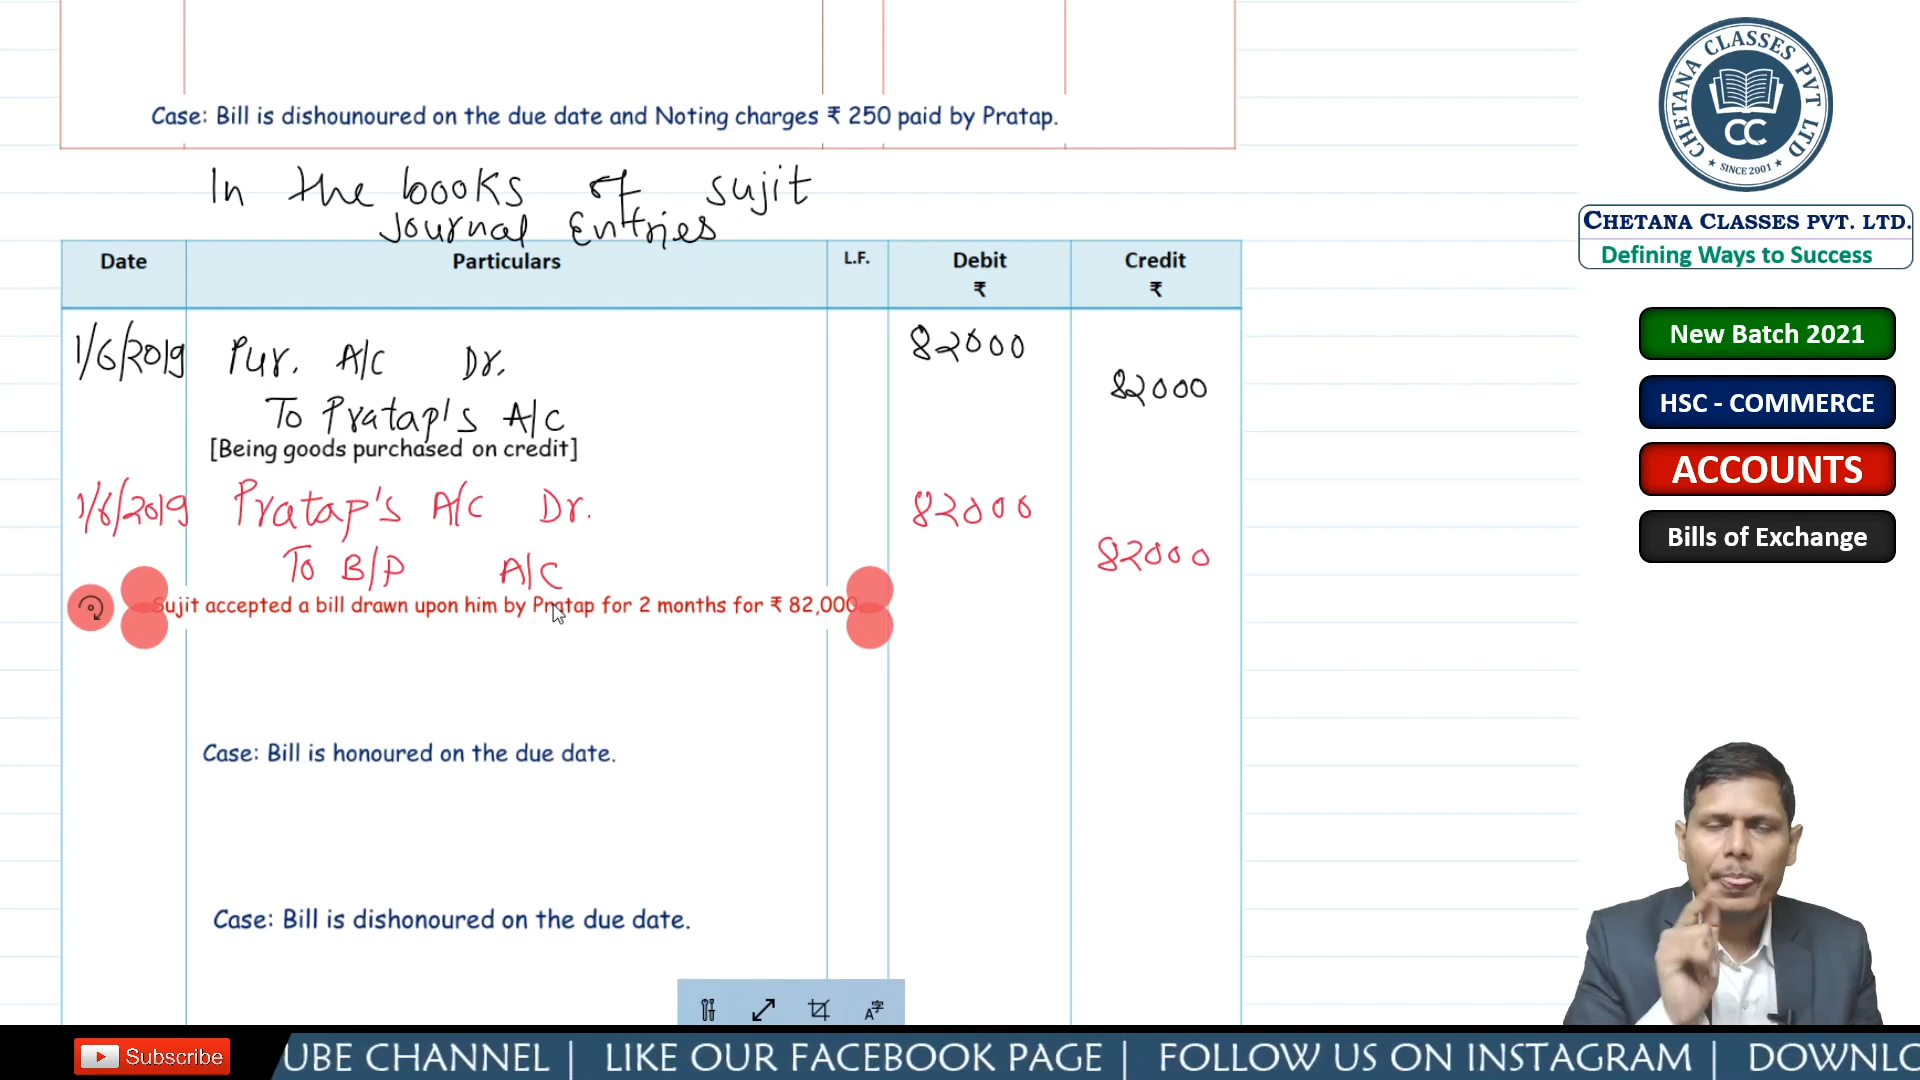 Case: Bill is dishounoured on the due date and Noting charges ₹ 250 paid by Pratap.
In the books of sujit
Journal Entries
Date Particulars L.F. Debit ₹ Credit ₹
1/6/2019 Pur. A/C Dr. 82000
To Pratap's A/C 82000
[Being goods purchased on credit]
1/6/2019 Pratap's A/C Dr. 82000
To B/P A/C 82000
Sujit accepted a bill drawn upon him by Pratap for 2 months for ₹ 82,000.
Case: Bill is honoured on the due date.
Case: Bill is dishonoured on the due date.
CHETANA CLASSES PVT LTD
CC
SINCE 2001
CHETANA CLASSES PVT. LTD.
Defining Ways to Success
New Batch 2021
HSC - COMMERCE
ACCOUNTS
Bills of Exchange
Subscribe UBE CHANNEL | LIKE OUR FACEBOOK PAGE | FOLLOW US ON INSTAGRAM | DOWNLO